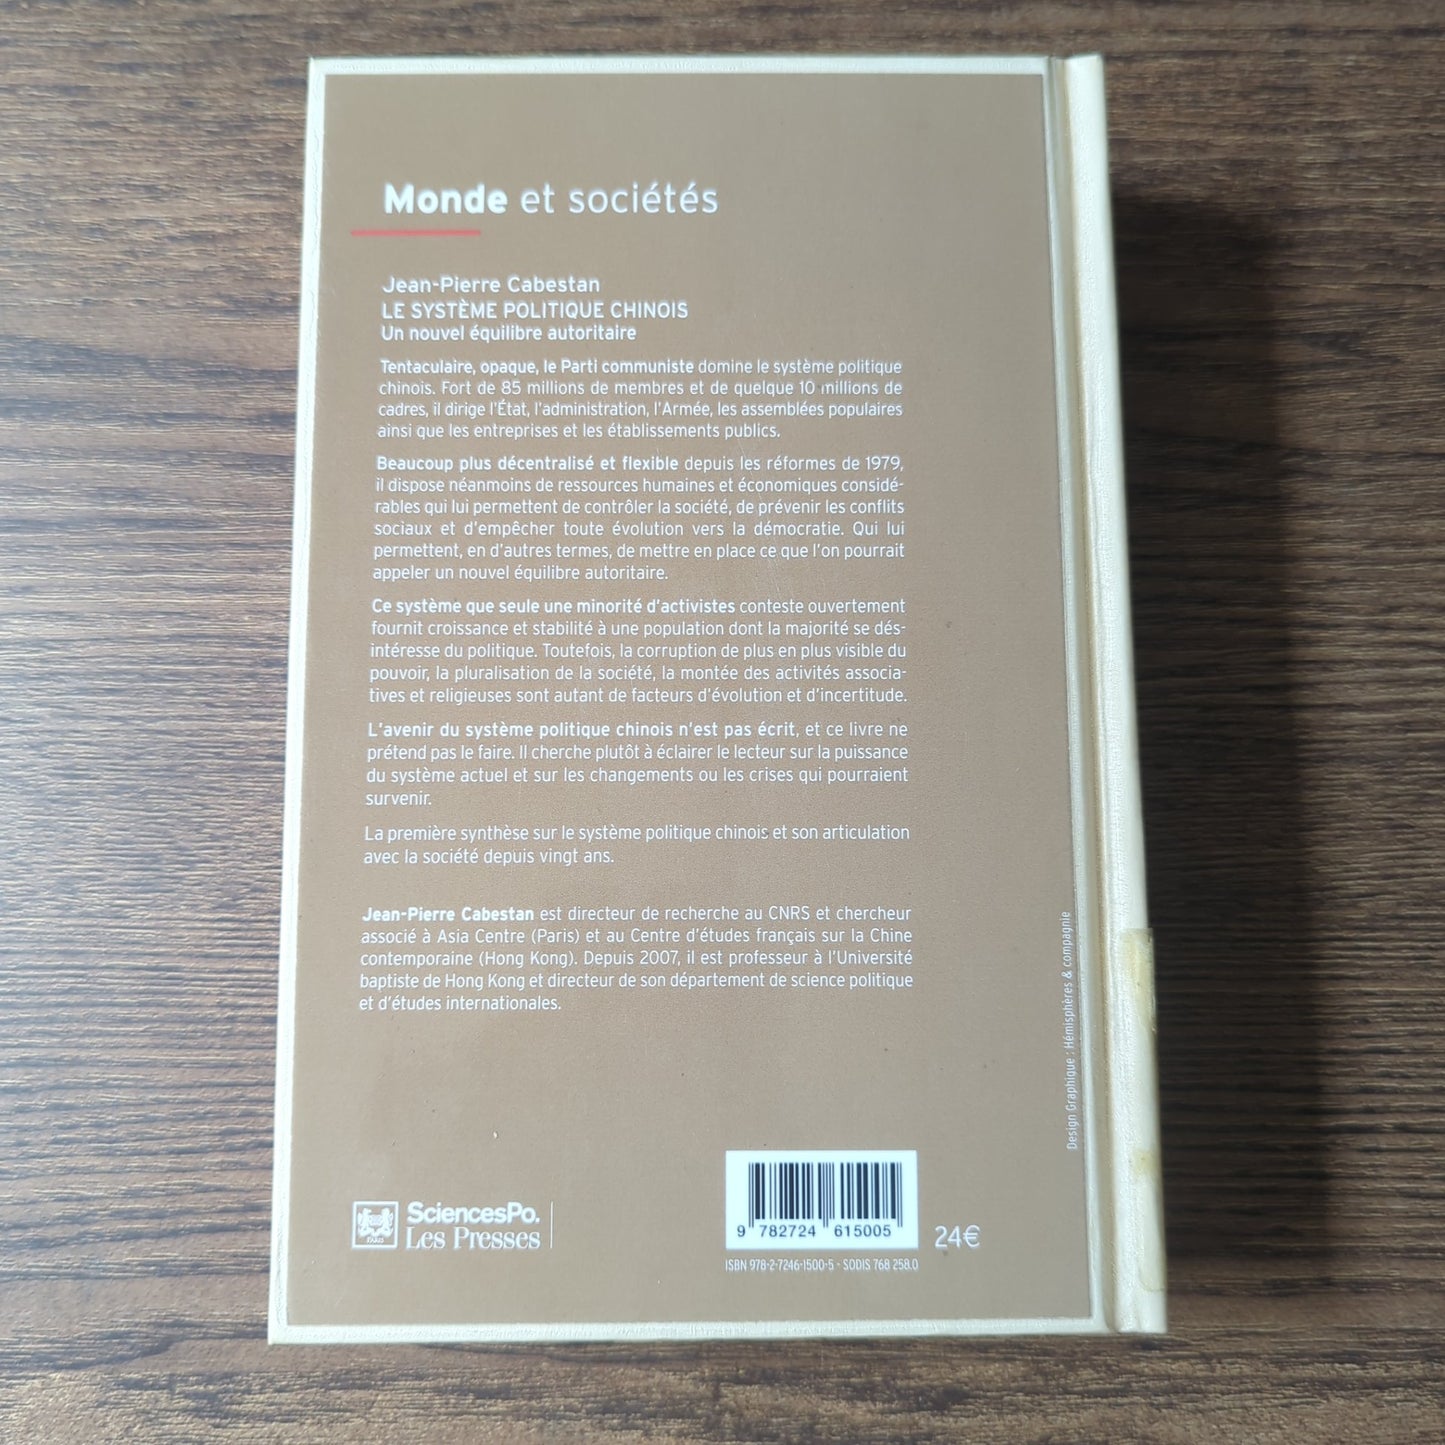 Monde et sociétés
Jean-Pierre Cabestan
LE SYSTÈME POLITIQUE CHINOIS
Un nouvel équilibre autoritaire
Tentaculaire, opaque, le Parti communiste domine le système politique
chinois. Fort de 85 millions de membres et de quelque 10 millions de
cadres, il dirige l'État, l'administration, l'Armée, les assemblées populaires
ainsi que les entreprises et les établissements publics.
Beaucoup plus décentralisé et flexible depuis les réformes de 1979,
il dispose néanmoins de ressources humaines et économiques considé-
rables qui lui permettent de contrôler la société, de prévenir les conflits
sociaux et d'empêcher toute évolution vers la démocratie. Qui lui
permettent, en d'autres termes, de mettre en place ce que l'on pourrait
appeler un nouvel équilibre autoritaire.
Ce système que seule une minorité d'activistes conteste ouvertement
fournit croissance et stabilité à une population dont la majorité se dés-
intéresse du politique. Toutefois, la corruption de plus en plus visible du
pouvoir, la pluralisation de la société, la montée des activités associa-
tives et religieuses sont autant de facteurs d'évolution et d'incertitude.
L'avenir du système politique chinois n'est pas écrit, et ce livre ne
prétend pas le faire. Il cherche plutôt à éclairer le lecteur sur la puissance
du système actuel et sur les changements ou les crises qui pourraient
survenir.
La première synthèse sur le système politique chinois et son articulation
avec la société depuis vingt ans.
Jean-Pierre Cabestan est directeur de recherche au CNRS et chercheur
associé à Asia Centre (Paris) et au Centre d'études français sur la Chine
contemporaine (Hong Kong). Depuis 2007, il est professeur à l'Université
baptiste de Hong Kong et directeur de son département de science politique
et d'études internationales.
Design Graphique : Hémisphères & compagnie
PARIS
SciencesPo.
Les Presses
9 782724 615005
24€
ISBN 978-2-7246-1500-5 - SODIS 768 258.0